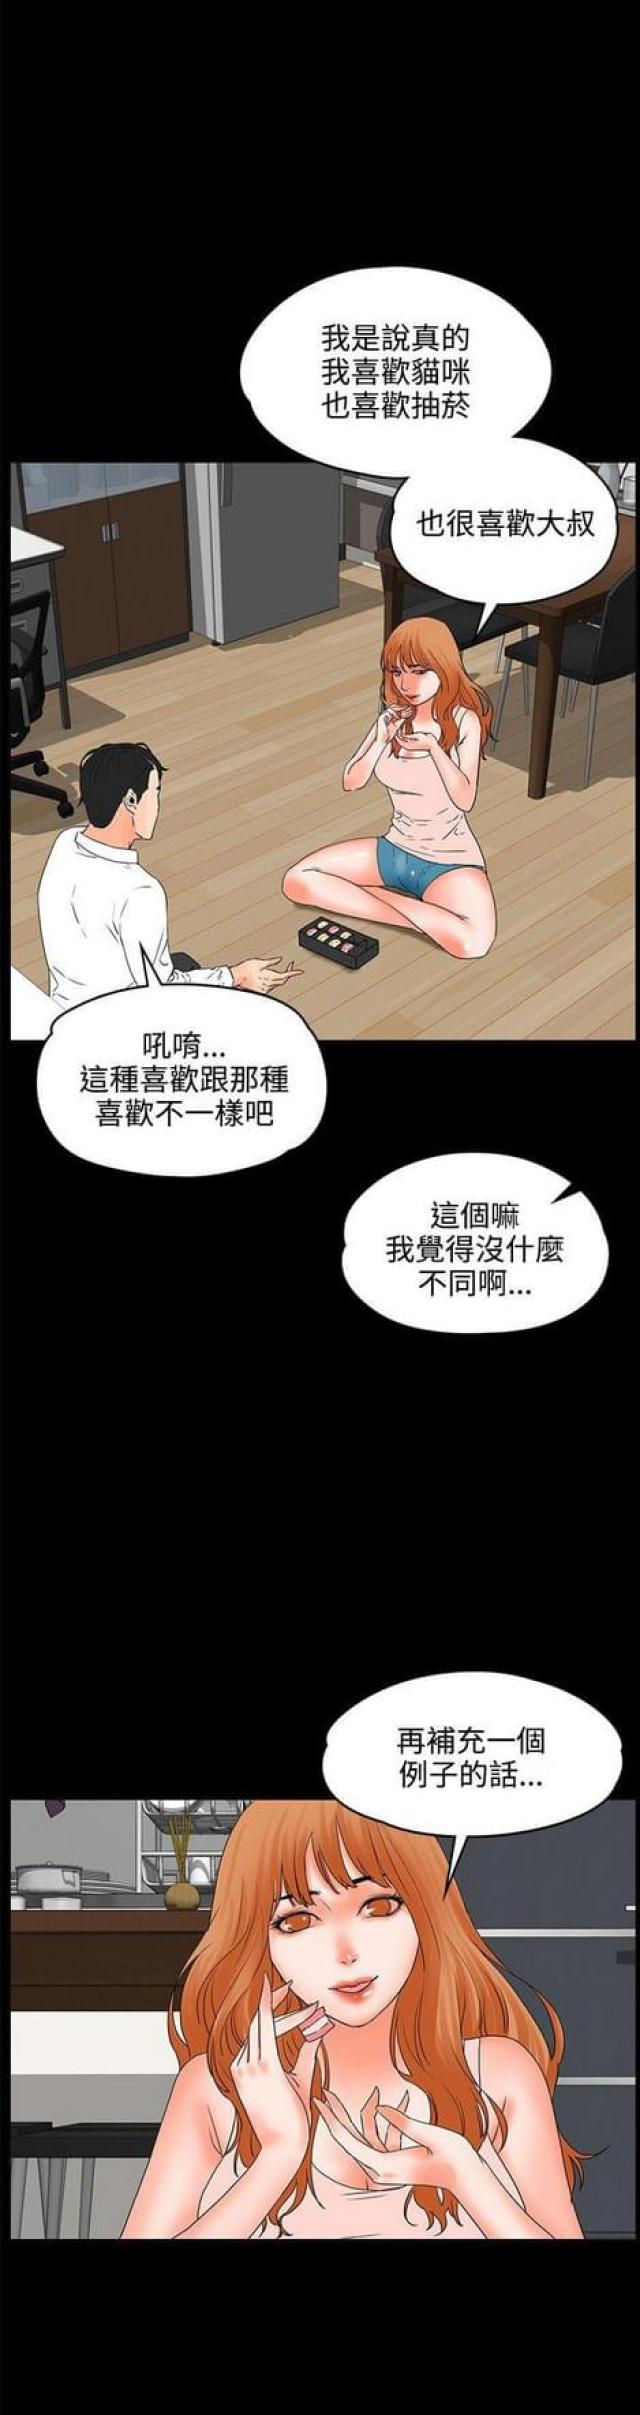 我是說真的
我喜歡貓咪
也喜歡抽菸
也很喜歡大叔
吼唷...
這種喜歡跟那種
喜歡不一樣吧
這個嘛
我覺得沒什麼
不同啊...
再補充一個
例子的話...